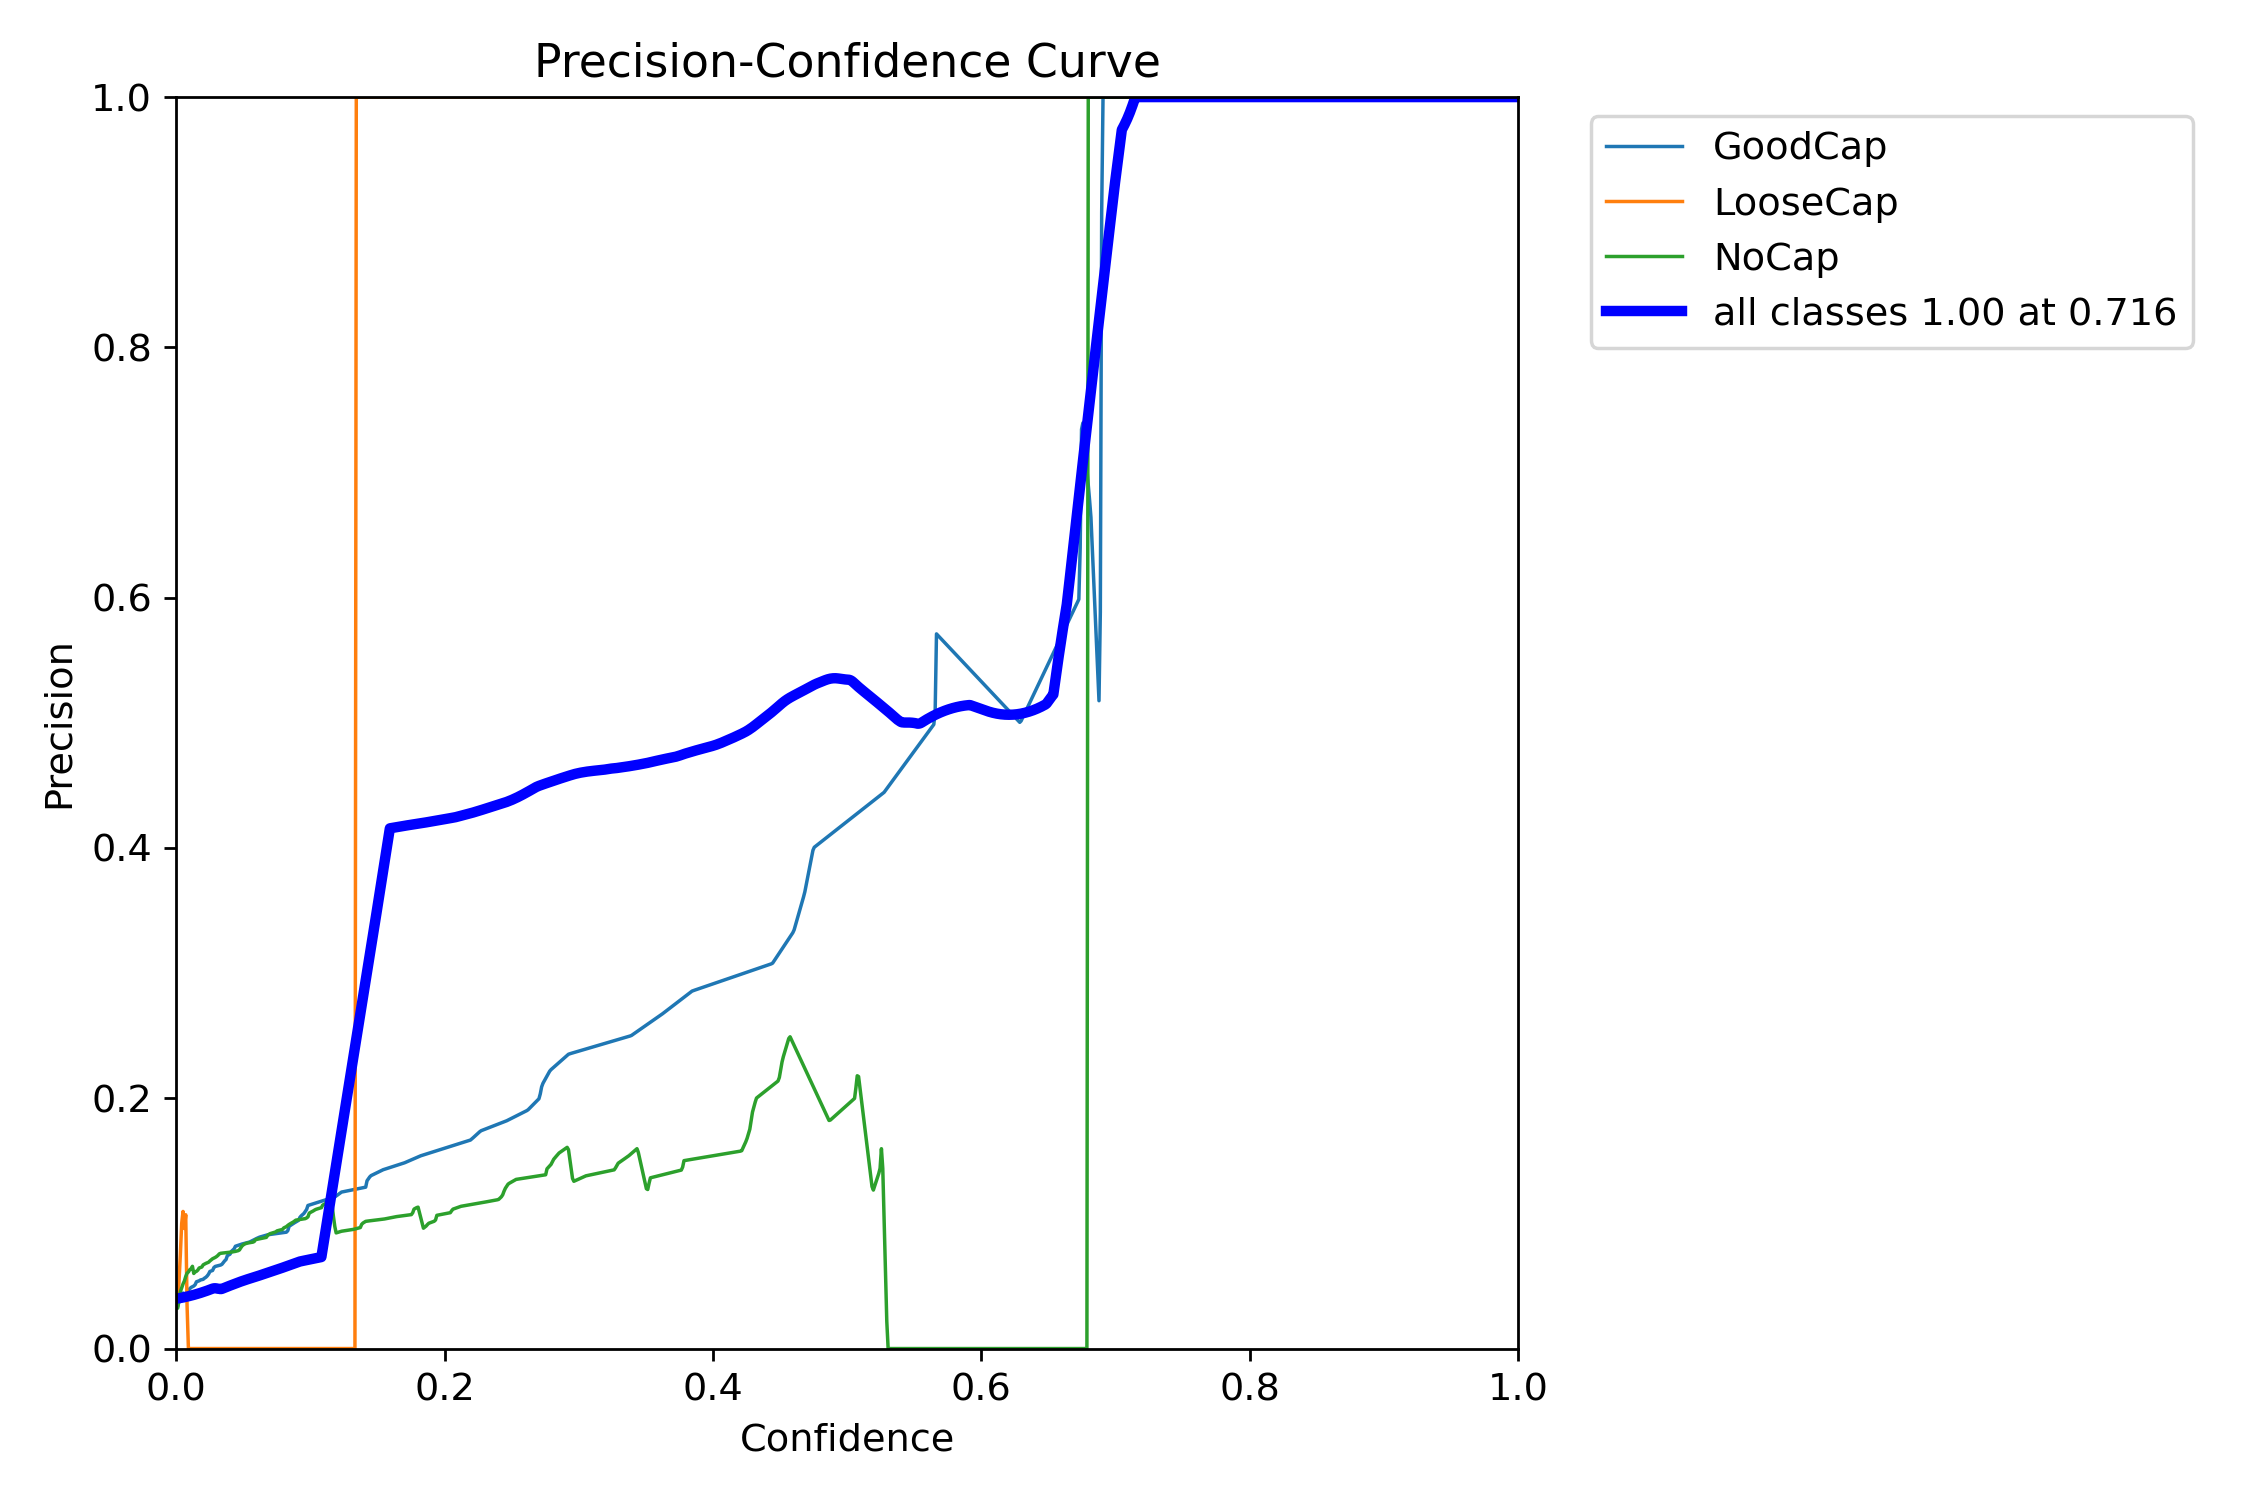 Precision-Confidence Curve
1.0
0.8
0.6
0.4
0.2
0.0
Precision
0.0 0.2 0.4 0.6 0.8 1.0
Confidence
GoodCap
LooseCap
NoCap
all classes 1.00 at 0.716